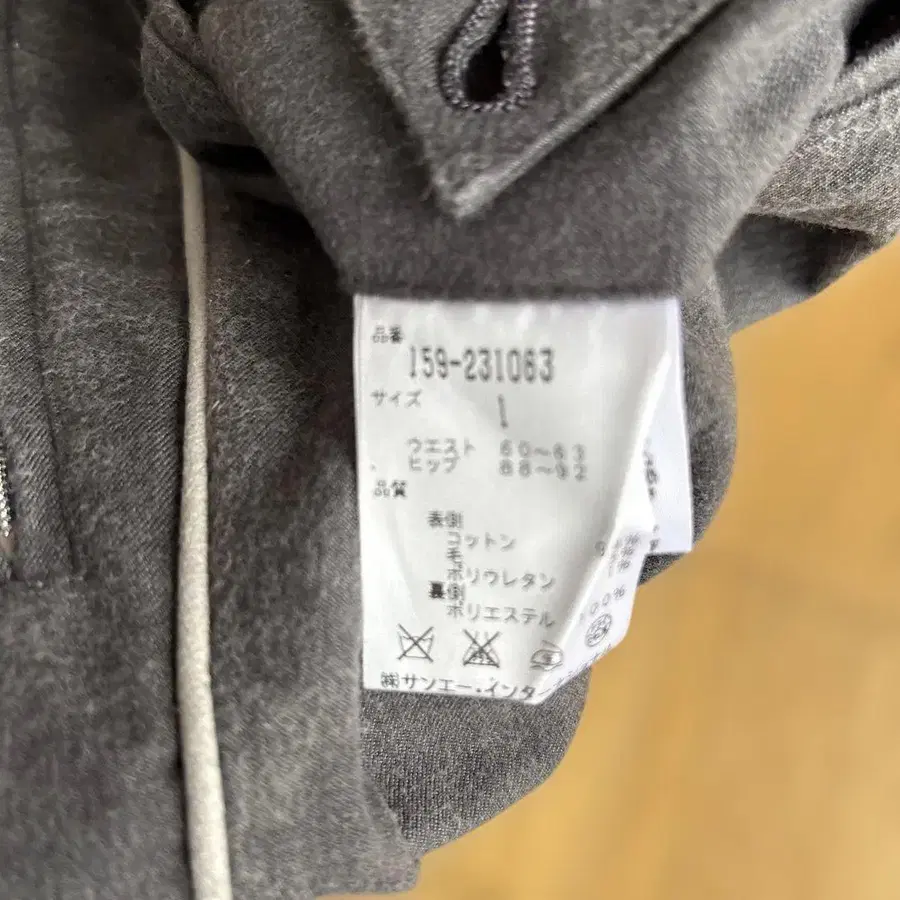 品番
159-231063
サイズ
1
ウエスト 60~63
ヒップ 88~92
品質
表側
コットン
毛
ポリウレタン
裏側
ポリエステル 100%
㈱サンエー・インター